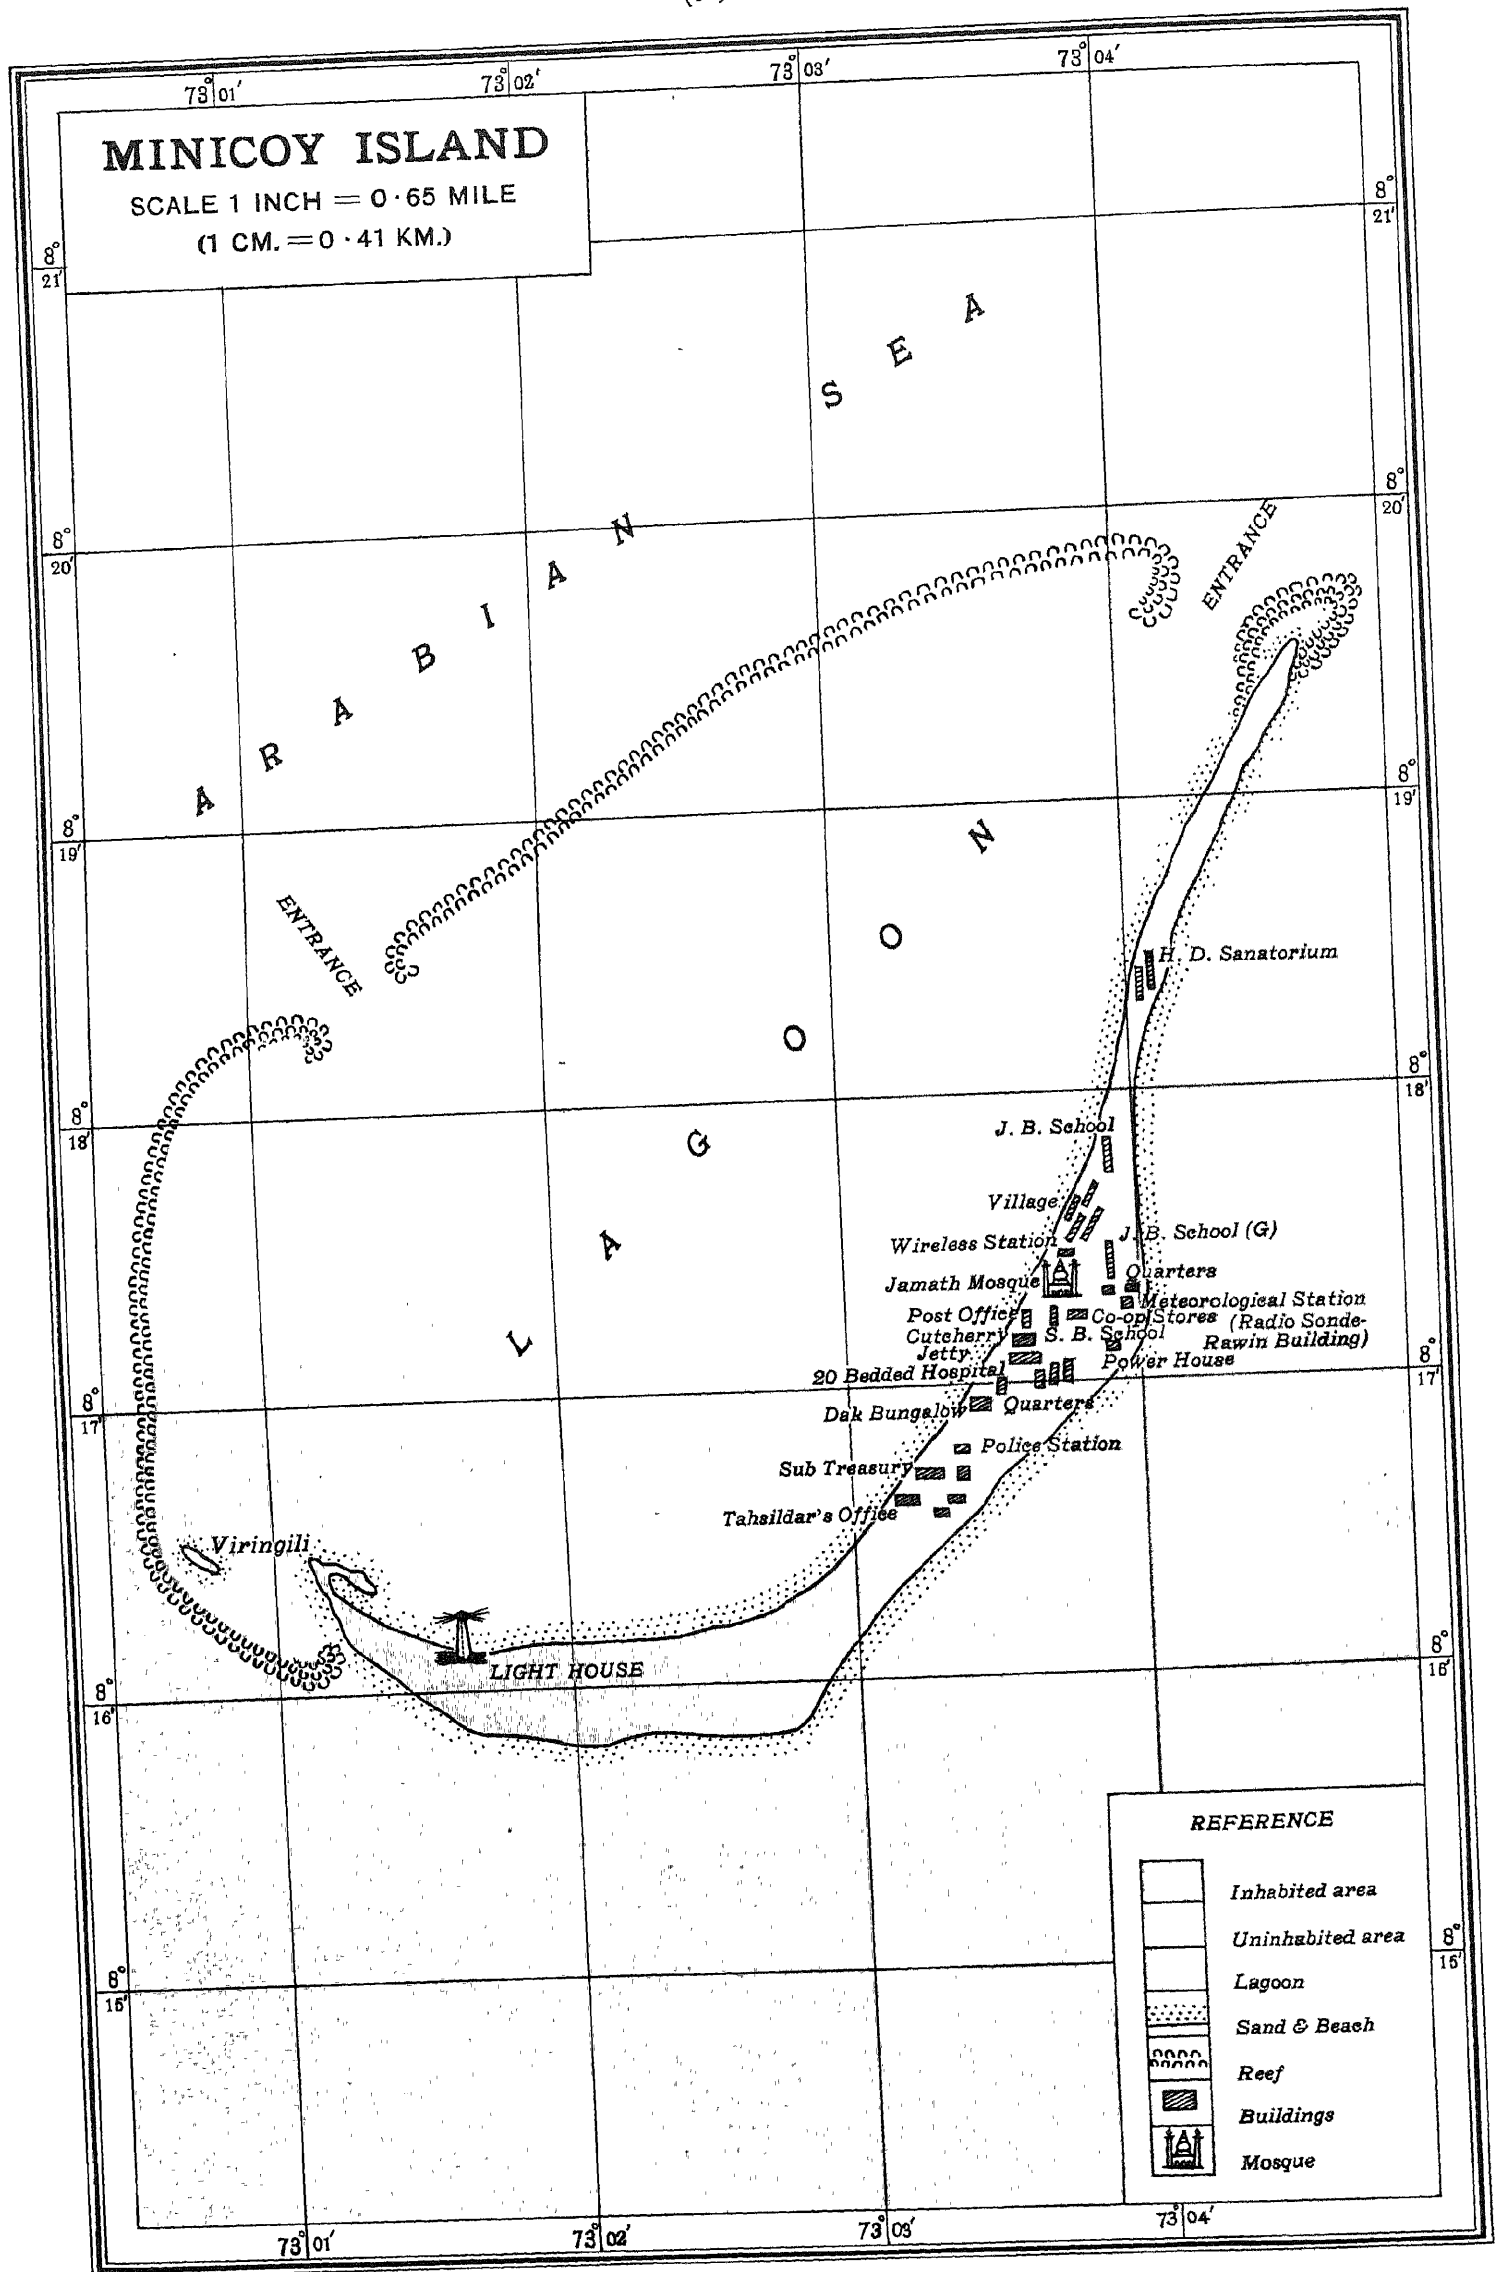 73° 01′
73° 02′
73° 03′
73° 04′
MINICOY ISLAND
SCALE 1 INCH = 0·65 MILE
(1 CM. = 0·41 KM.)
8° 21′
8° 21′
ARABIAN SEA
8° 20′
8° 20′
ENTRANCE
8° 19′
8° 19′
ENTRANCE
LAGOON
H. D. Sanatorium
8° 18′
8° 18′
J. B. School
Village
Wireless Station
J. B. School (G)
Jamath Mosque
Quarters
Meteorological Station
(Radio Sonde-
Rawin Building)
Post Office
Co-op Stores
Cutcherry
S. B. School
Jetty
Power House
20 Bedded Hospital
8° 17′
8° 17′
Dak Bungalow
Quarters
Police Station
Sub Treasury
Tahsildar's Office
Viringili
LIGHT HOUSE
8° 16′
8° 16′
REFERENCE
Inhabited area
Uninhabited area
Lagoon
Sand & Beach
Reef
Buildings
Mosque
8° 15′
8° 15′
73° 01′
73° 02′
73° 03′
73° 04′